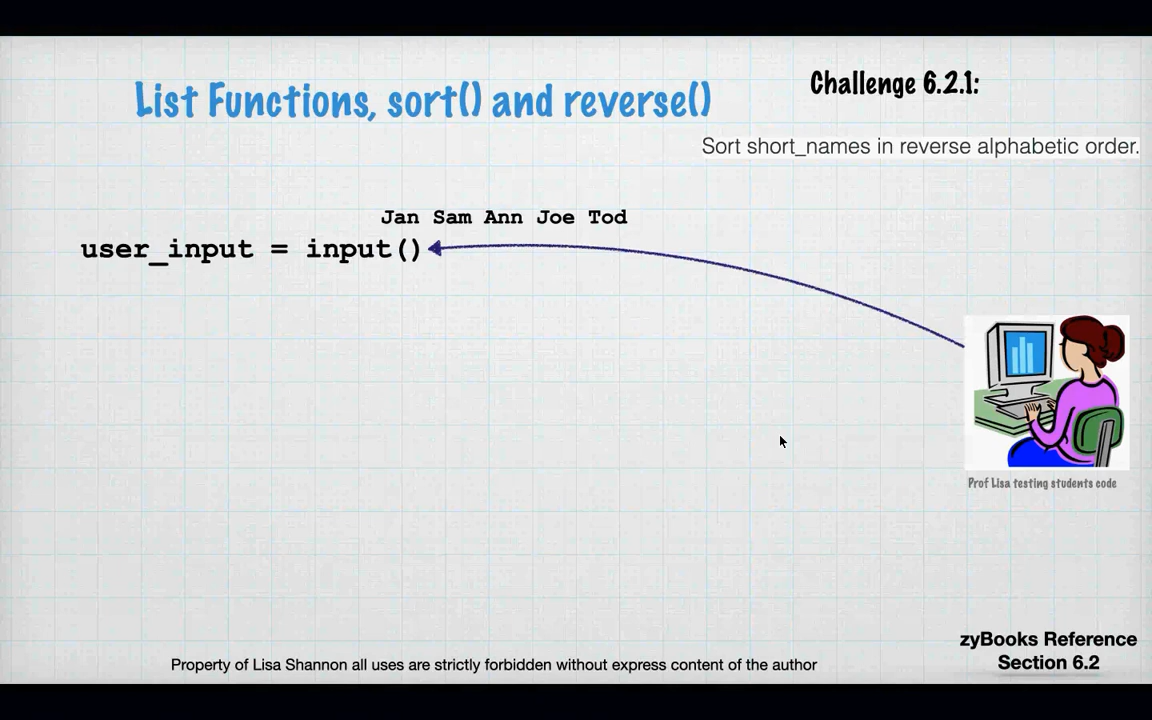 List Functions, sort() and reverse()
Challenge 6.2.1:
Sort short_names in reverse alphabetic order.
Jan Sam Ann Joe Tod
user_input = input()
Prof Lisa testing students code
zyBooks Reference
Section 6.2
Property of Lisa Shannon all uses are strictly forbidden without express content of the author